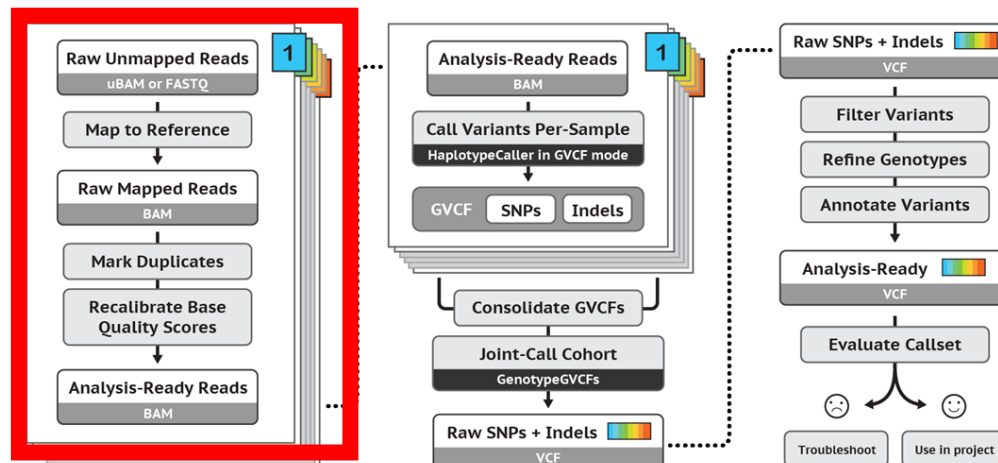 1
Raw Unmapped Reads
uBAM or FASTQ
Map to Reference
Raw Mapped Reads
BAM
Mark Duplicates
Recalibrate Base
Quality Scores
Analysis-Ready Reads
BAM
1
Analysis-Ready Reads
BAM
Call Variants Per-Sample
HaplotypeCaller in GVCF mode
GVCF SNPs Indels
Consolidate GVCFs
Joint-Call Cohort
GenotypeGVCFs
Raw SNPs + Indels
VCF
Raw SNPs + Indels
VCF
Filter Variants
Refine Genotypes
Annotate Variants
Analysis-Ready
VCF
Evaluate Callset
Troubleshoot
Use in project